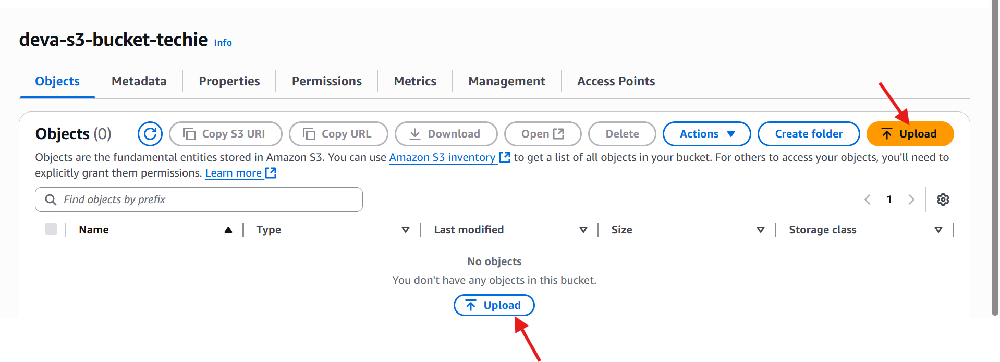 deva-s3-bucket-techie Info
Objects Metadata Properties Permissions Metrics Management Access Points
Objects (0) Copy S3 URI Copy URL Download Open Delete Actions Create folder Upload
Objects are the fundamental entities stored in Amazon S3. You can use Amazon S3 inventory to get a list of all objects in your bucket. For others to access your objects, you'll need to
explicitly grant them permissions. Learn more
Find objects by prefix 1
Name Type Last modified Size Storage class
No objects
You don't have any objects in this bucket.
Upload